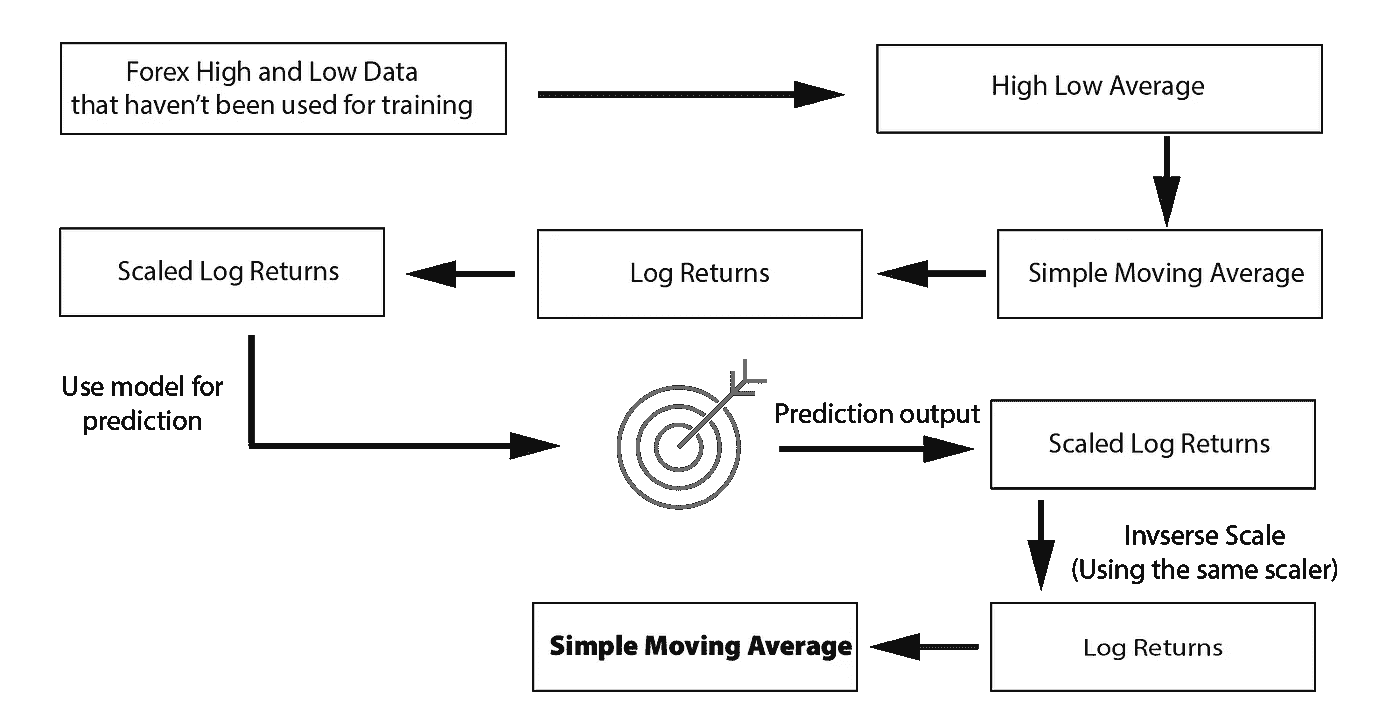 Forex High and Low Data
that haven't been used for training
High Low Average
Scaled Log Returns
Log Returns
Simple Moving Average
Use model for
prediction
Prediction output
Scaled Log Returns
Invserse Scale
(Using the same scaler)
Simple Moving Average
Log Returns